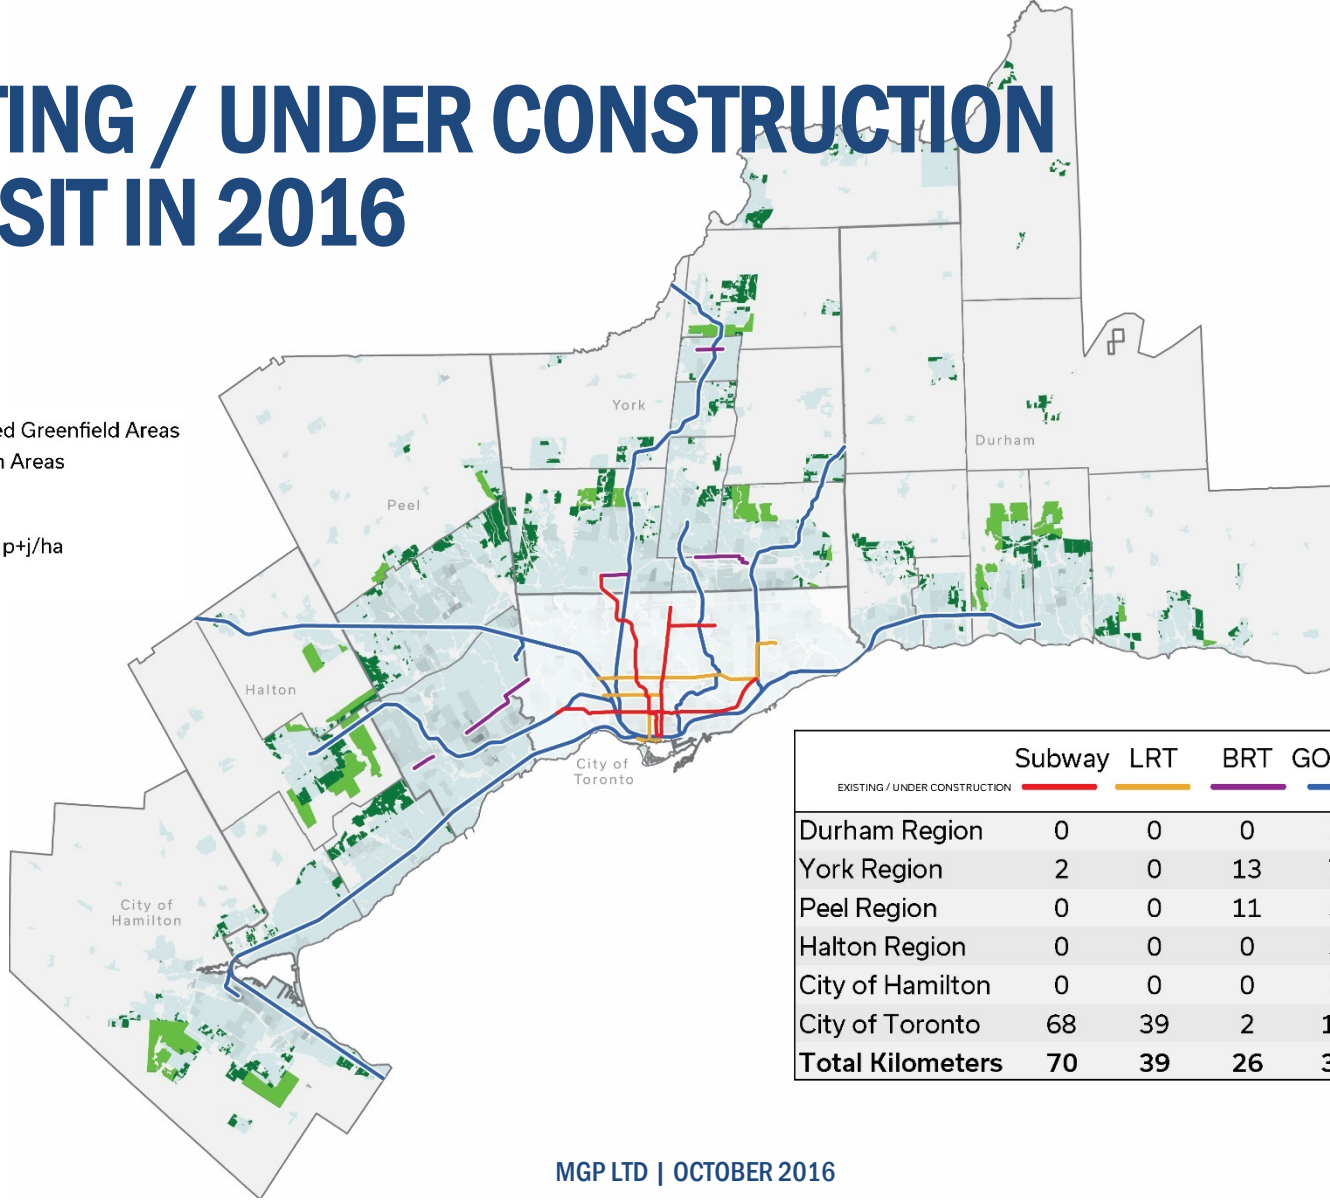 TING / UNDER CONSTRUCTION
SIT IN 2016
ed Greenfield Areas
n Areas
p+j/ha
York
Durham
Peel
Halton
City of
Toronto
City of
Hamilton
Subway LRT BRT GO
EXISTING / UNDER CONSTRUCTION
Durham Region 0 0 0
York Region 2 0 13
Peel Region 0 0 11
Halton Region 0 0 0
City of Hamilton 0 0 0
City of Toronto 68 39 2 1
Total Kilometers 70 39 26 3
MGP LTD | OCTOBER 2016